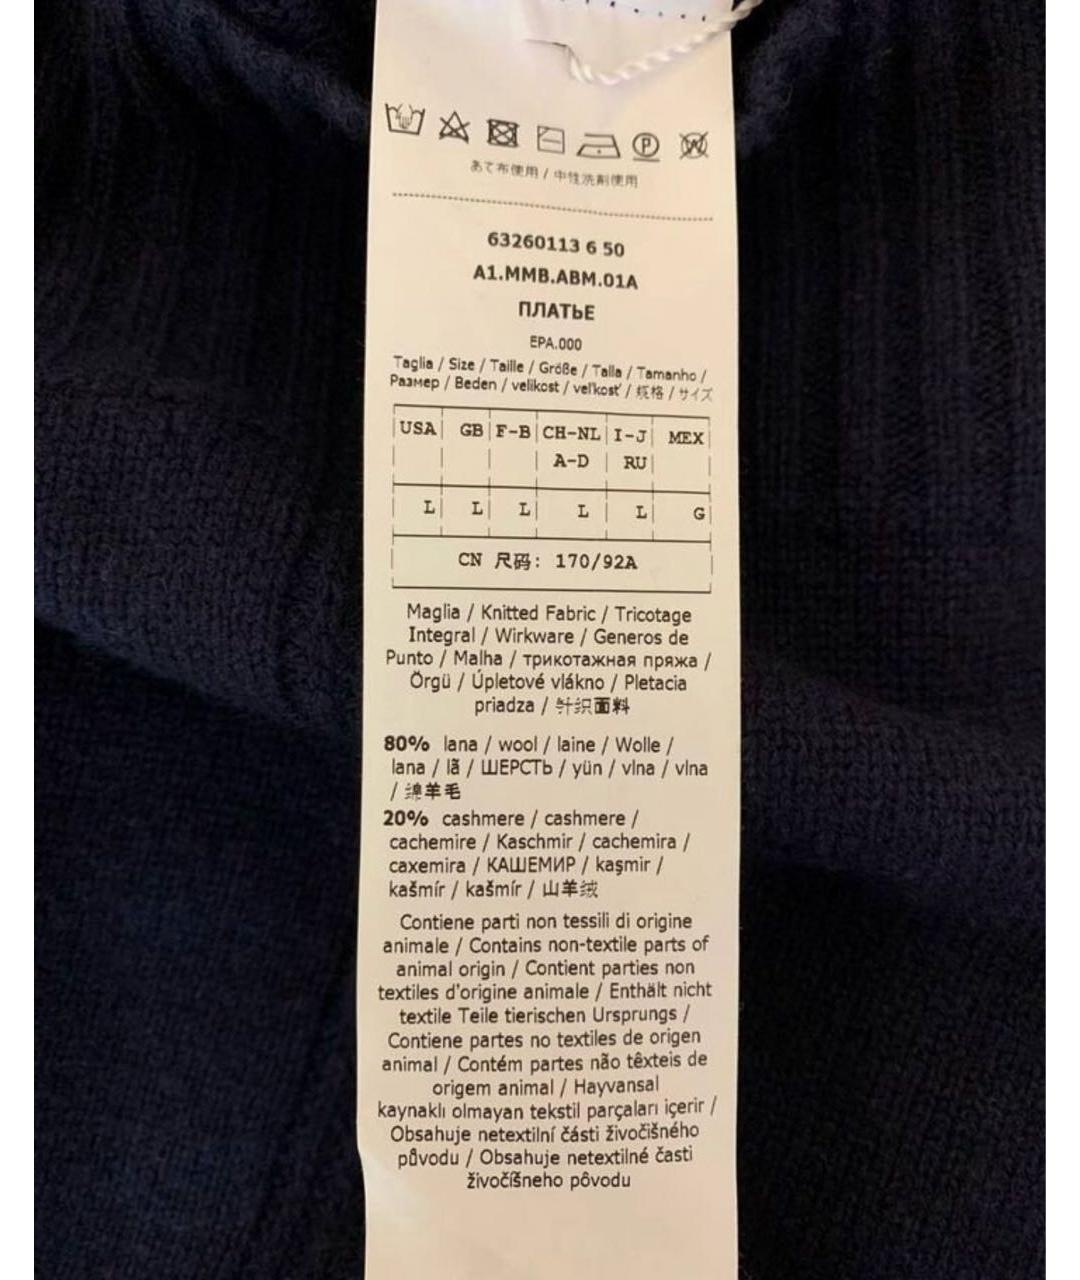 P W
あて布使用 / 中性洗剤使用
63260113 6 50
A1.MMB.ABM.01A
ПЛАТЬЕ
EPA.000
Taglia / Size / Taille / Größe / Talla / Tamanho /
Размер / Beden / velikost / veľkosť / 规格 / サイズ
USA GB F-B CH-NL I-J MEX
A-D RU
L L L L L G
CN 尺码: 170/92A
Maglia / Knitted Fabric / Tricotage
Integral / Wirkware / Generos de
Punto / Malha / трикотажная пряжа /
Örgü / Úpletové vlákno / Pletacia
priadza / 针织面料
80% lana / wool / laine / Wolle /
lana / lã / ШЕРСТЬ / yün / vlna / vlna
/ 绵羊毛
20% cashmere / cashmere /
cachemire / Kaschmir / cachemira /
caxemira / КАШЕМИР / kaşmir /
kašmír / kašmír / 山羊绒
Contiene parti non tessili di origine
animale / Contains non-textile parts of
animal origin / Contient parties non
textiles d'origine animale / Enthält nicht
textile Teile tierischen Ursprungs /
Contiene partes no textiles de origen
animal / Contém partes não têxteis de
origem animal / Hayvansal
kaynaklı olmayan tekstil parçaları içerir /
Obsahuje netextilní části živočišného
původu / Obsahuje netextilné časti
živočíšneho pôvodu